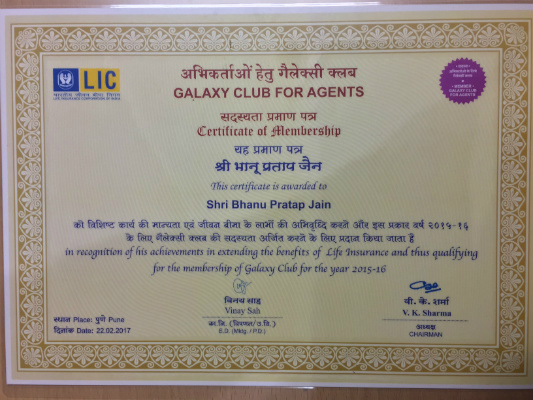 LIC
भारतीय जीवन बीमा निगम
LIFE INSURANCE CORPORATION OF INDIA
अभिकर्ताओं हेतु गैलेक्सी क्लब
GALAXY CLUB FOR AGENTS
MEMBER
GALAXY CLUB
FOR AGENTS
सदस्यता प्रमाण पत्र
Certificate of Membership
यह प्रमाण पत्र
श्री भानू प्रताप जैन
This certificate is awarded to
Shri Bhanu Pratap Jain
की विशिष्ट कार्य की मान्यता एवं जीवन बीमा के लाभों की अभिवृध्दि करते और इस प्रकार वर्ष २०१५-१६
के लिए गैलेक्सी क्लब की सदस्यता अर्जित करने के लिए प्रदान किया जाता है
in recognition of his achievements in extending the benefits of Life Insurance and thus qualifying
for the membership of Galaxy Club for the year 2015-16
विनय साह
Vinay Sah
का.नि. (विपणन/उ.वि.)
E.D. (Mktg. / P.D.)
वी. के. शर्मा
V. K. Sharma
अध्यक्ष
CHAIRMAN
स्थान Place: पुणे Pune
दिनांक Date: 22.02.2017